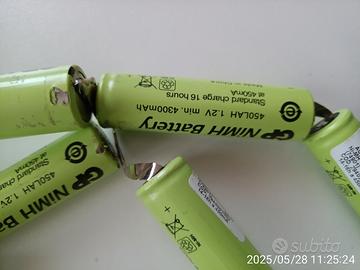 GP NiMH Battery
450LAH 1.2V min. 4300mAh
Standard charge 16 hours
at 450mA
GP NiMH Ba
450LAH 1.2V
Standard cha
at 450mA
subito
2025/05/28 11:25:24